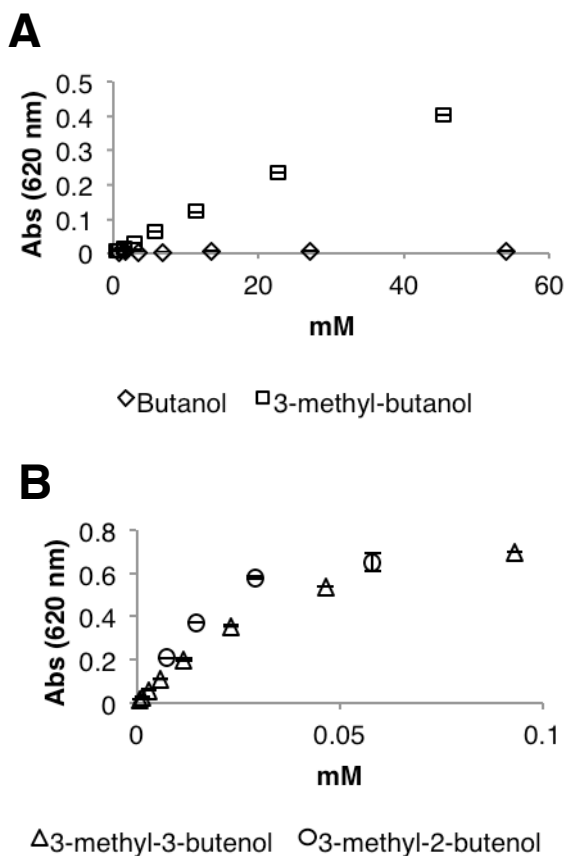 A
0.5
0.4
0.3
0.2
0.1
0
Abs (620 nm)
0 20 40 60
mM
Butanol 3-methyl-butanol
B
0.8
0.6
0.4
0.2
0
Abs (620 nm)
0 0.05 0.1
mM
3-methyl-3-butenol 3-methyl-2-butenol